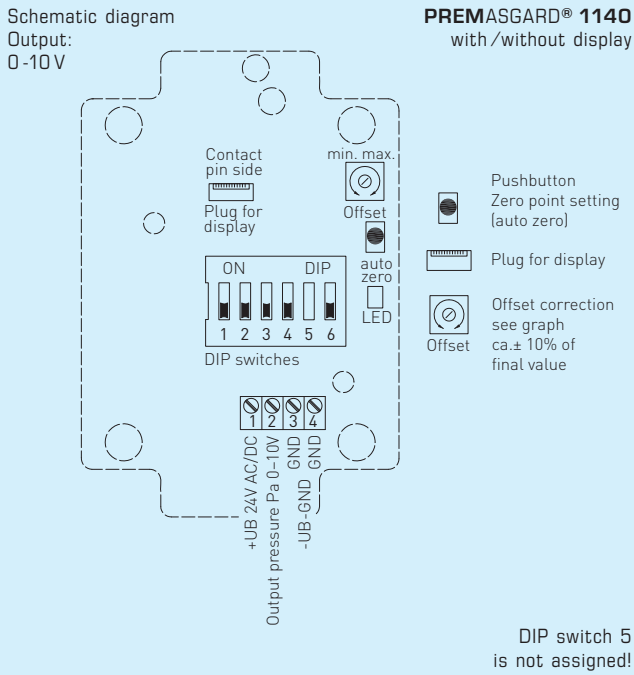 Schematic diagram
Output:
0-10 V
PREMASGARD® 1140
with/without display
Contact
pin side
Plug for
display
min. max.
Offset
auto
zero
LED
ON DIP
1 2 3 4 5 6
DIP switches
1 2 3 4
+UB 24V AC/DC
Output pressure Pa 0–10V
GND
-UB-GND
GND
Pushbutton
Zero point setting
(auto zero)
Plug for display
Offset
Offset correction
see graph
ca.± 10% of
final value
DIP switch 5
is not assigned!